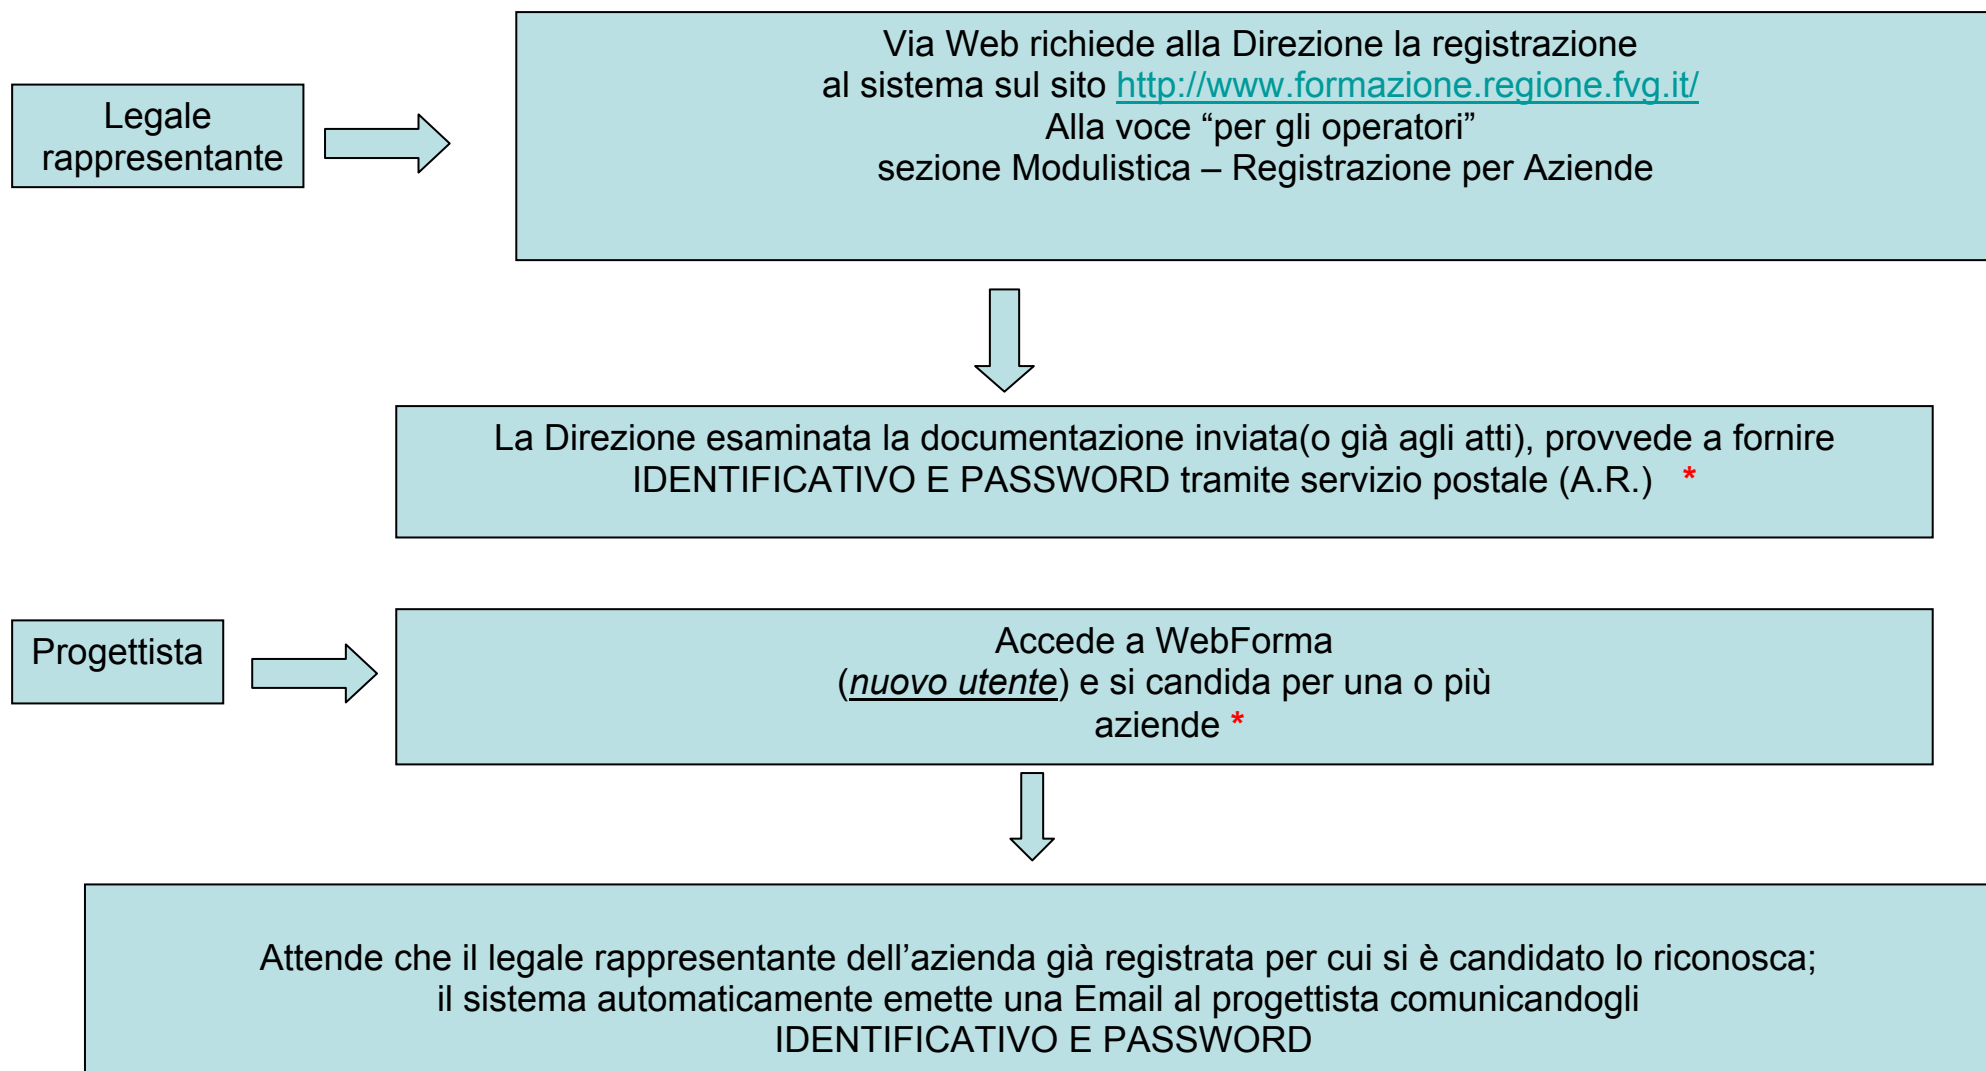 Legale
rappresentante
Via Web richiede alla Direzione la registrazione
al sistema sul sito http://www.formazione.regione.fvg.it/
Alla voce “per gli operatori”
sezione Modulistica – Registrazione per Aziende
La Direzione esaminata la documentazione inviata(o già agli atti), provvede a fornire
IDENTIFICATIVO E PASSWORD tramite servizio postale (A.R.) *
Progettista
Accede a WebForma
(nuovo utente) e si candida per una o più
aziende *
Attende che il legale rappresentante dell’azienda già registrata per cui si è candidato lo riconosca;
il sistema automaticamente emette una Email al progettista comunicandogli
IDENTIFICATIVO E PASSWORD